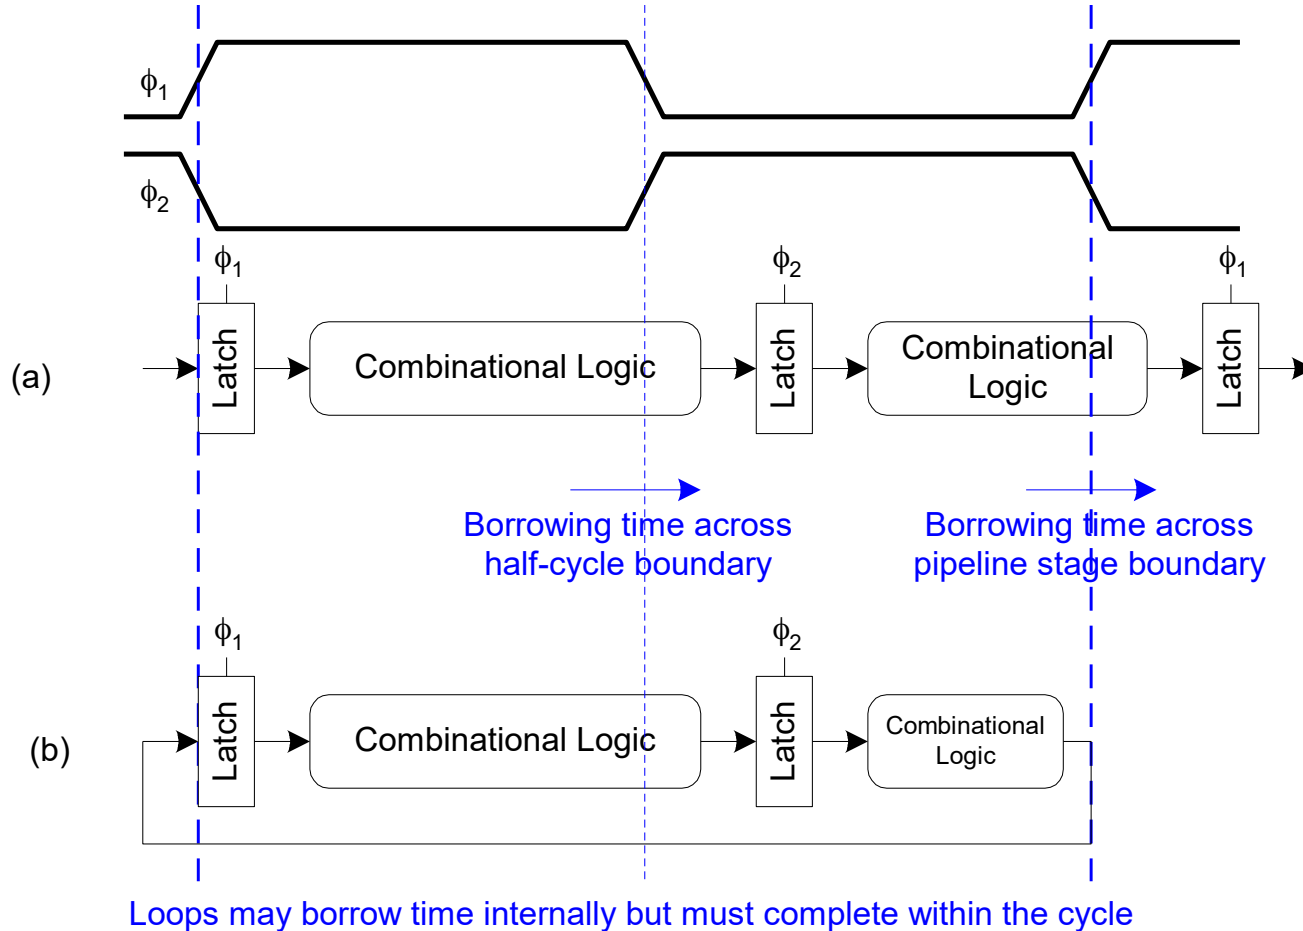 ϕ1
ϕ2
ϕ1 ϕ2 ϕ1
(a) Latch Combinational Logic Latch Combinational Logic Latch
Borrowing time across
half-cycle boundary
Borrowing time across
pipeline stage boundary
ϕ1 ϕ2
(b) Latch Combinational Logic Latch Combinational Logic
Loops may borrow time internally but must complete within the cycle